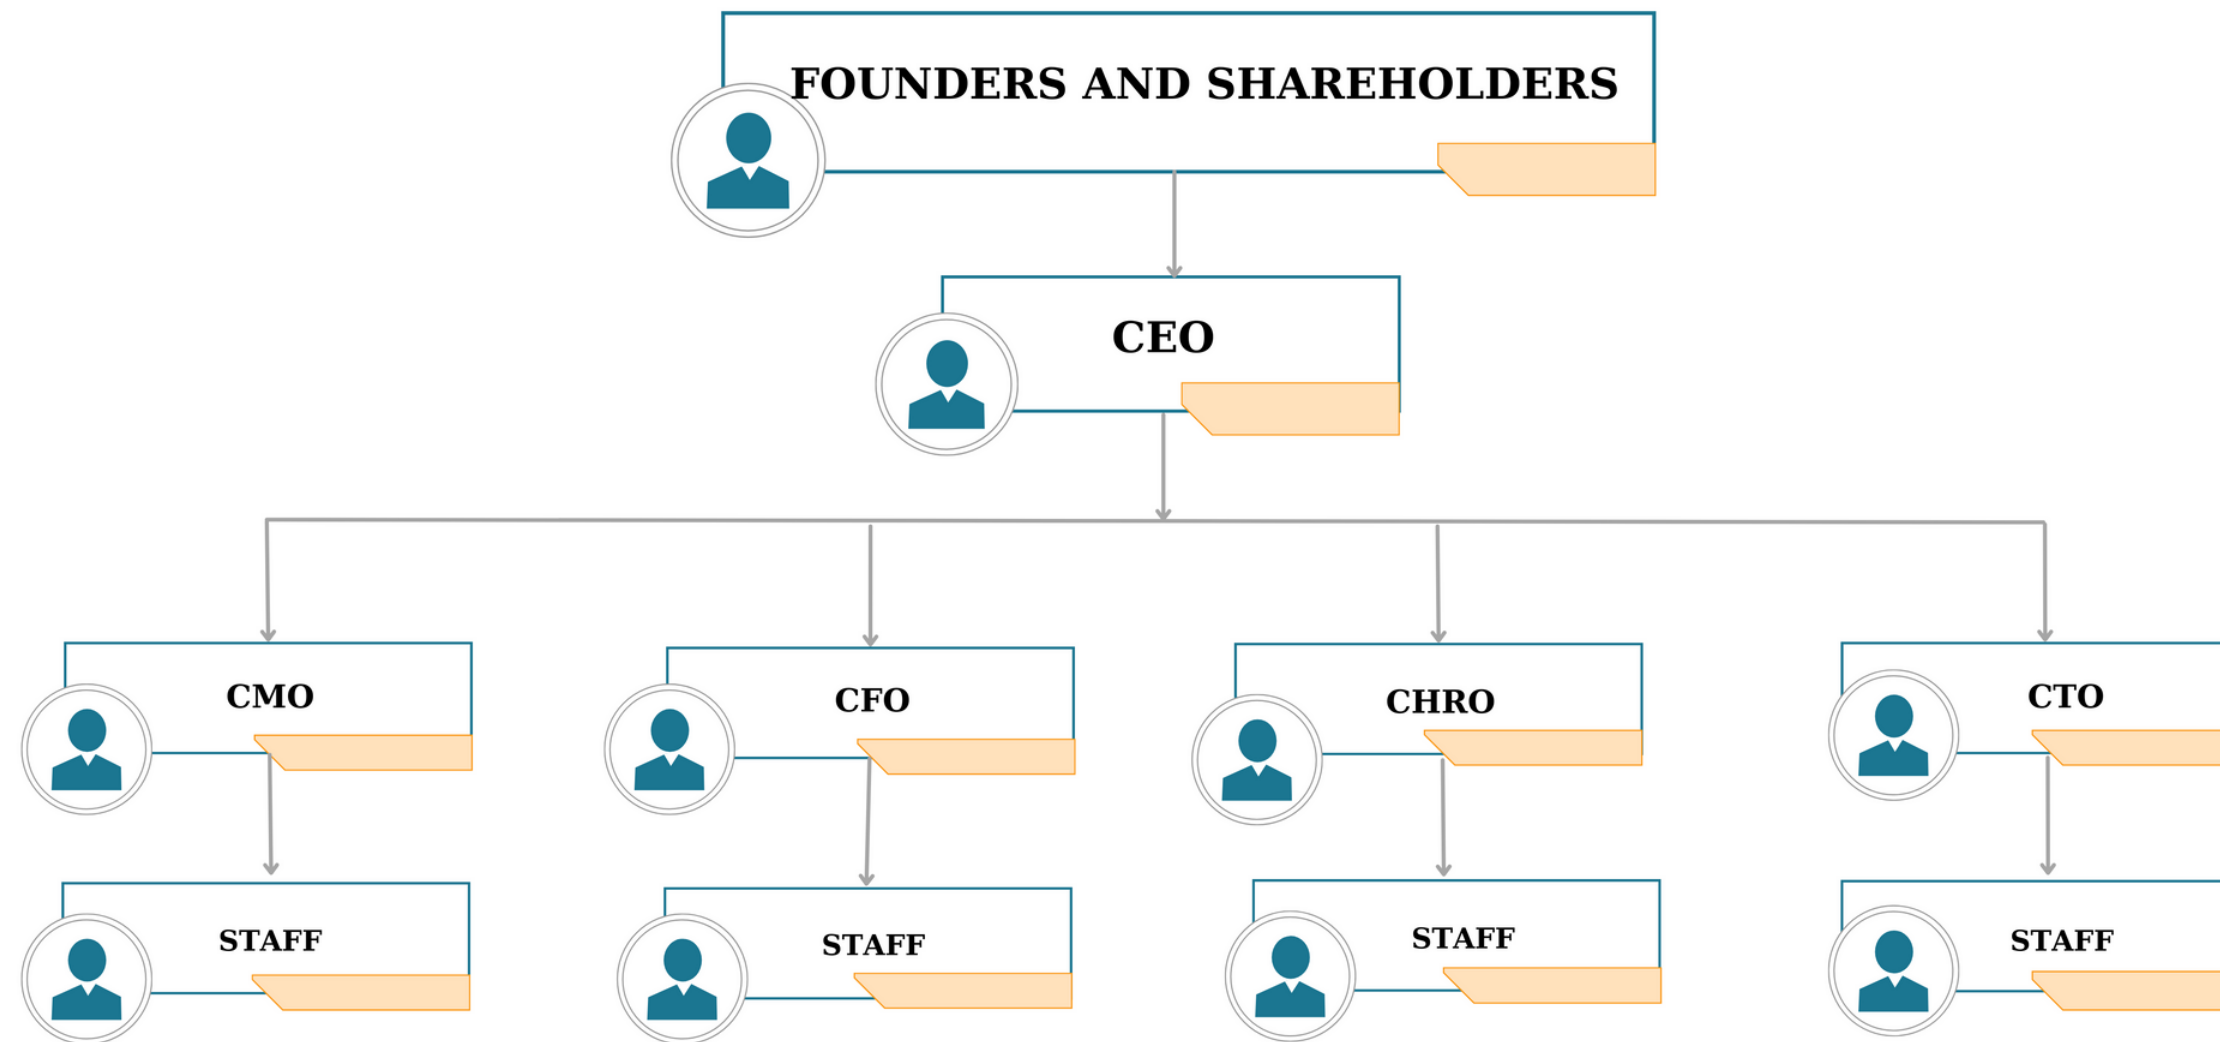 FOUNDERS AND SHAREHOLDERS
CEO
CMO
CFO
CHRO
CTO
STAFF
STAFF
STAFF
STAFF